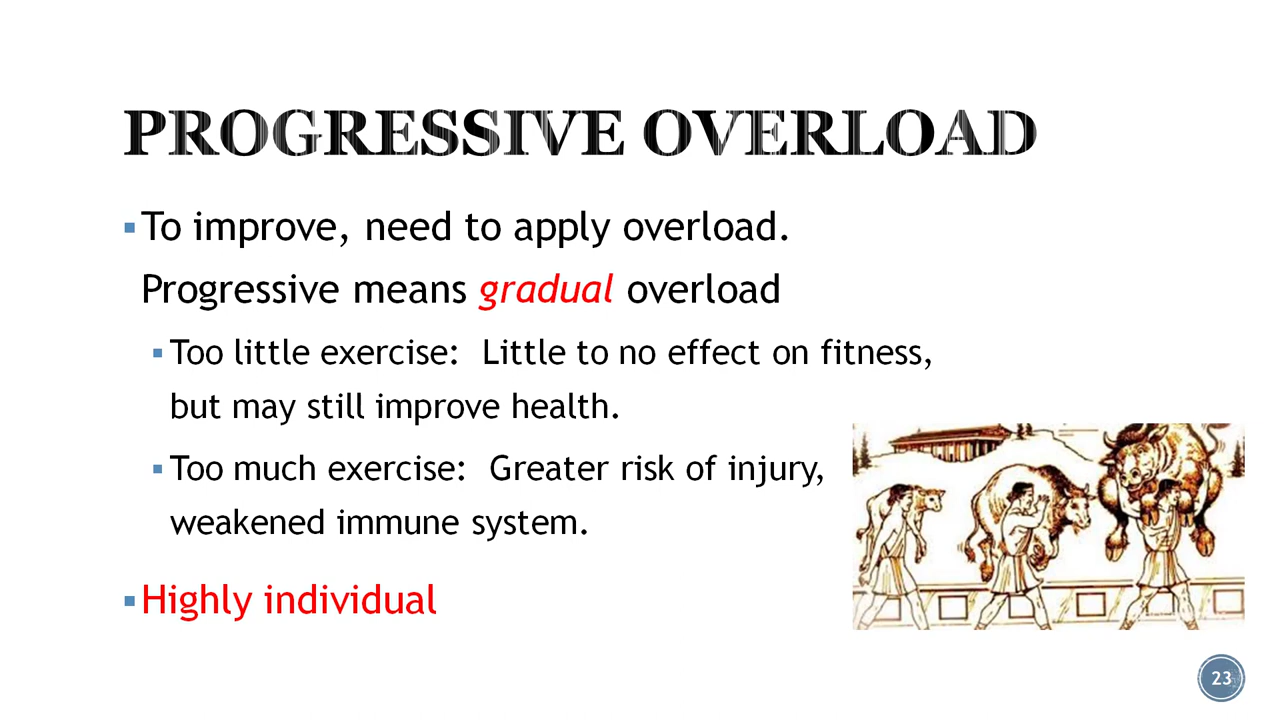 PROGRESSIVE OVERLOAD
▪ To improve, need to apply overload.
Progressive means gradual overload
▪ Too little exercise:  Little to no effect on fitness,
but may still improve health.
▪ Too much exercise:  Greater risk of injury,
weakened immune system.
▪ Highly individual
23